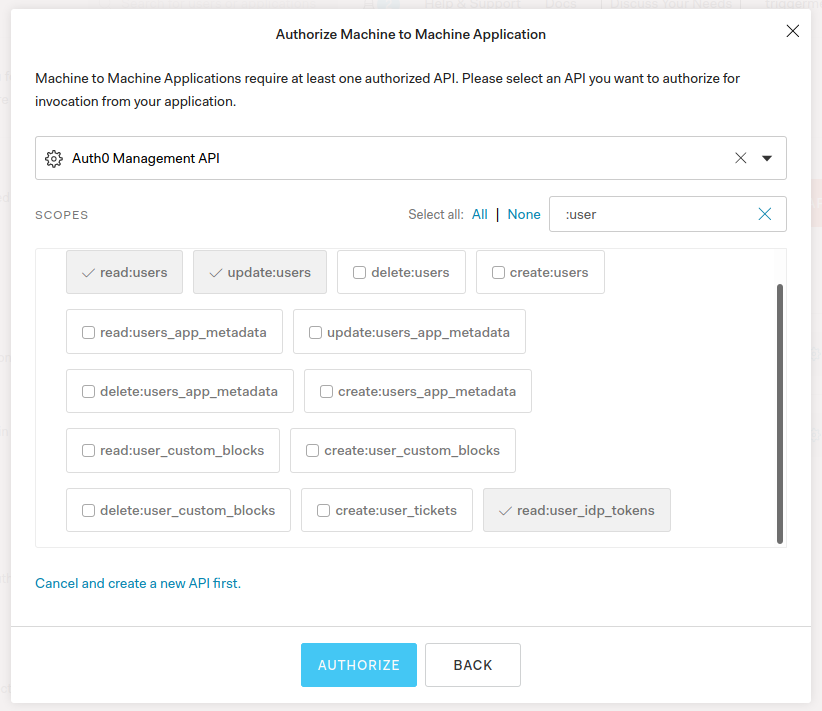 Authorize Machine to Machine Application
Machine to Machine Applications require at least one authorized API. Please select an API you want to authorize for
invocation from your application.
Auth0 Management API
SCOPES Select all: All | None :user
read:users update:users delete:users create:users
read:users_app_metadata update:users_app_metadata
delete:users_app_metadata create:users_app_metadata
read:user_custom_blocks create:user_custom_blocks
delete:user_custom_blocks create:user_tickets read:user_idp_tokens
Cancel and create a new API first.
AUTHORIZE BACK